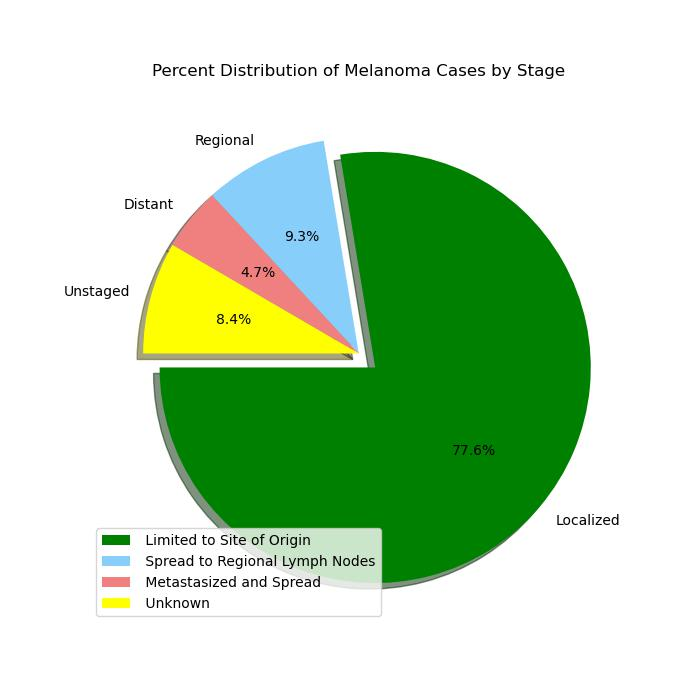 Percent Distribution of Melanoma Cases by Stage
Regional
Distant
9.3%
4.7%
Unstaged
8.4%
77.6%
Localized
Limited to Site of Origin
Spread to Regional Lymph Nodes
Metastasized and Spread
Unknown